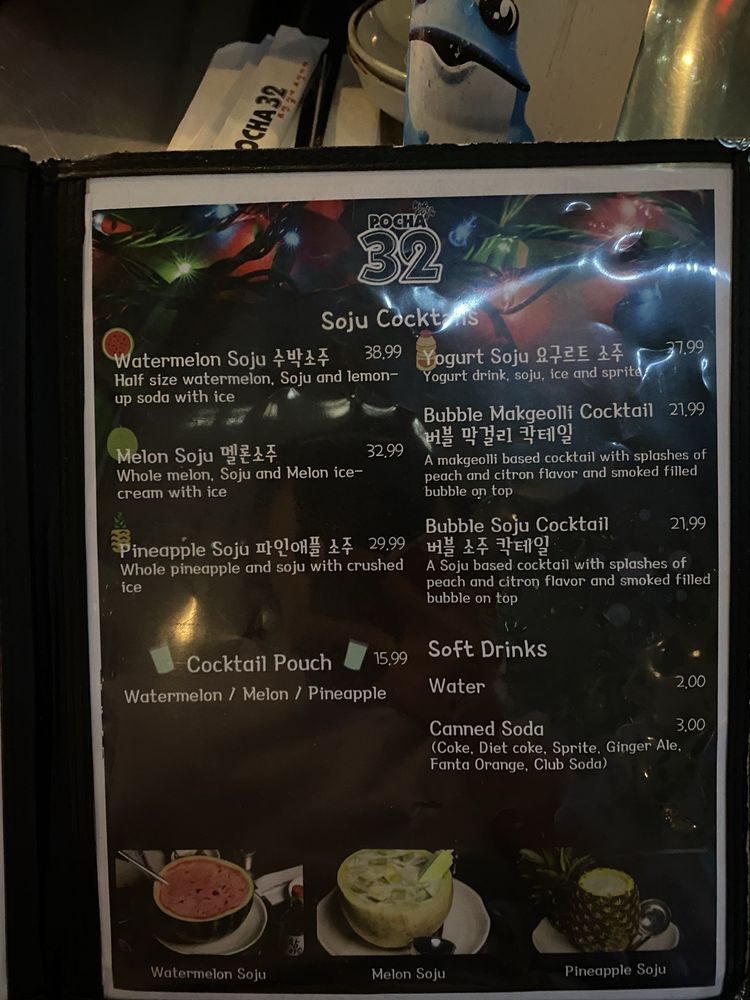 POCHA 32
POCHA
32
Soju Cocktails
Watermelon Soju 수박소주 38.99
Half size watermelon, Soju and lemon-
up soda with ice
Melon Soju 멜론소주 32.99
Whole melon, Soju and Melon ice-
cream with ice
Pineapple Soju 파인애플 소주 29.99
Whole pineapple and soju with crushed
ice
Cocktail Pouch 15.99
Watermelon / Melon / Pineapple
Yogurt Soju 요구르트 소주 27.99
Yogurt drink, soju, ice and sprite
Bubble Makgeolli Cocktail 21.99
버블 막걸리 칵테일
A makgeolli based cocktail with splashes of
peach and citron flavor and smoked filled
bubble on top
Bubble Soju Cocktail 21.99
버블 소주 칵테일
A Soju based cocktail with splashes of
peach and citron flavor and smoked filled
bubble on top
Soft Drinks
Water 2.00
Canned Soda 3.00
(Coke, Diet coke, Sprite, Ginger Ale,
Fanta Orange, Club Soda)
Watermelon Soju
Melon Soju
Pineapple Soju